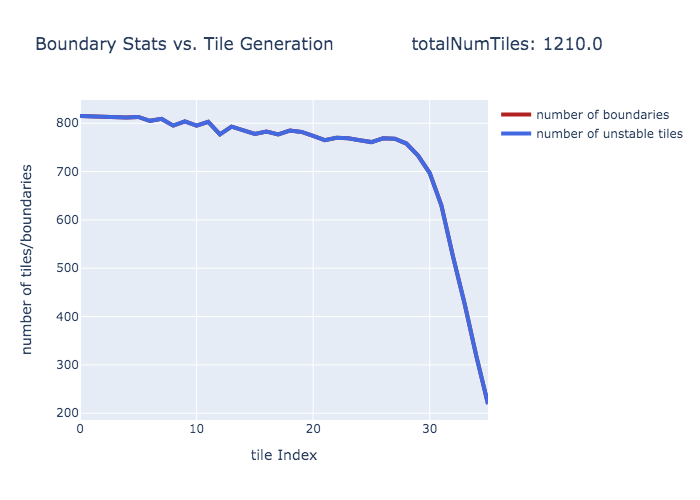 Boundary Stats vs. Tile Generation totalNumTiles: 1210.0
number of boundaries
number of unstable tiles
number of tiles/boundaries
800
700
600
500
400
300
200
0 10 20 30
tile Index